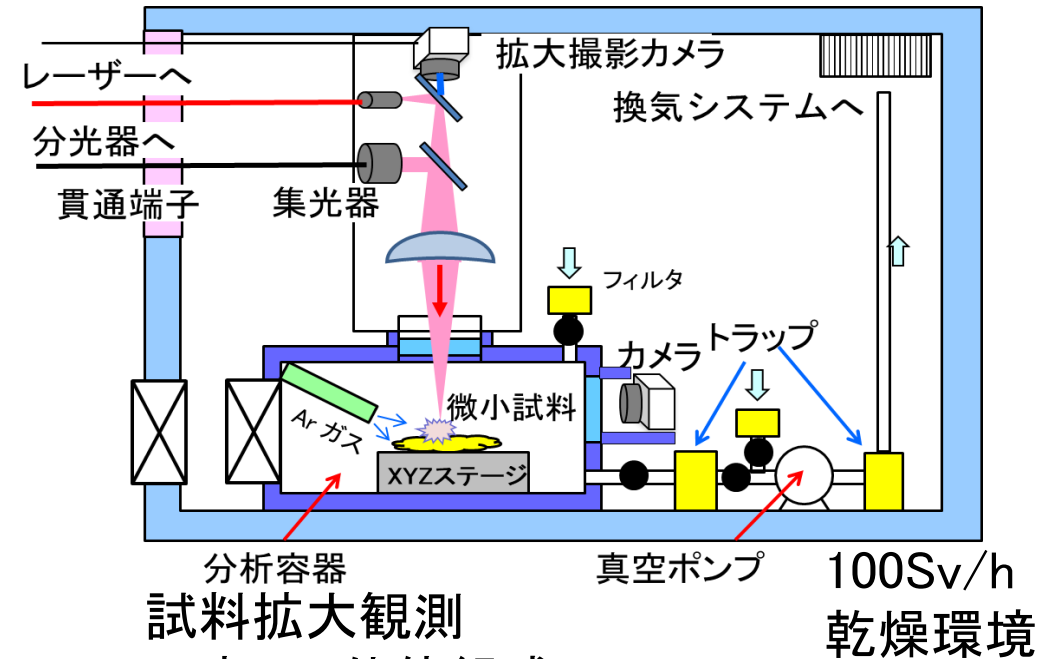 拡大撮影カメラ
レーザーへ
換気システムへ
分光器へ
貫通端子
集光器
フィルタ
トラップ
カメラ
微小試料
Ar ガス
XYZステージ
分析容器
真空ポンプ
100Sv/h
乾燥環境
試料拡大観測